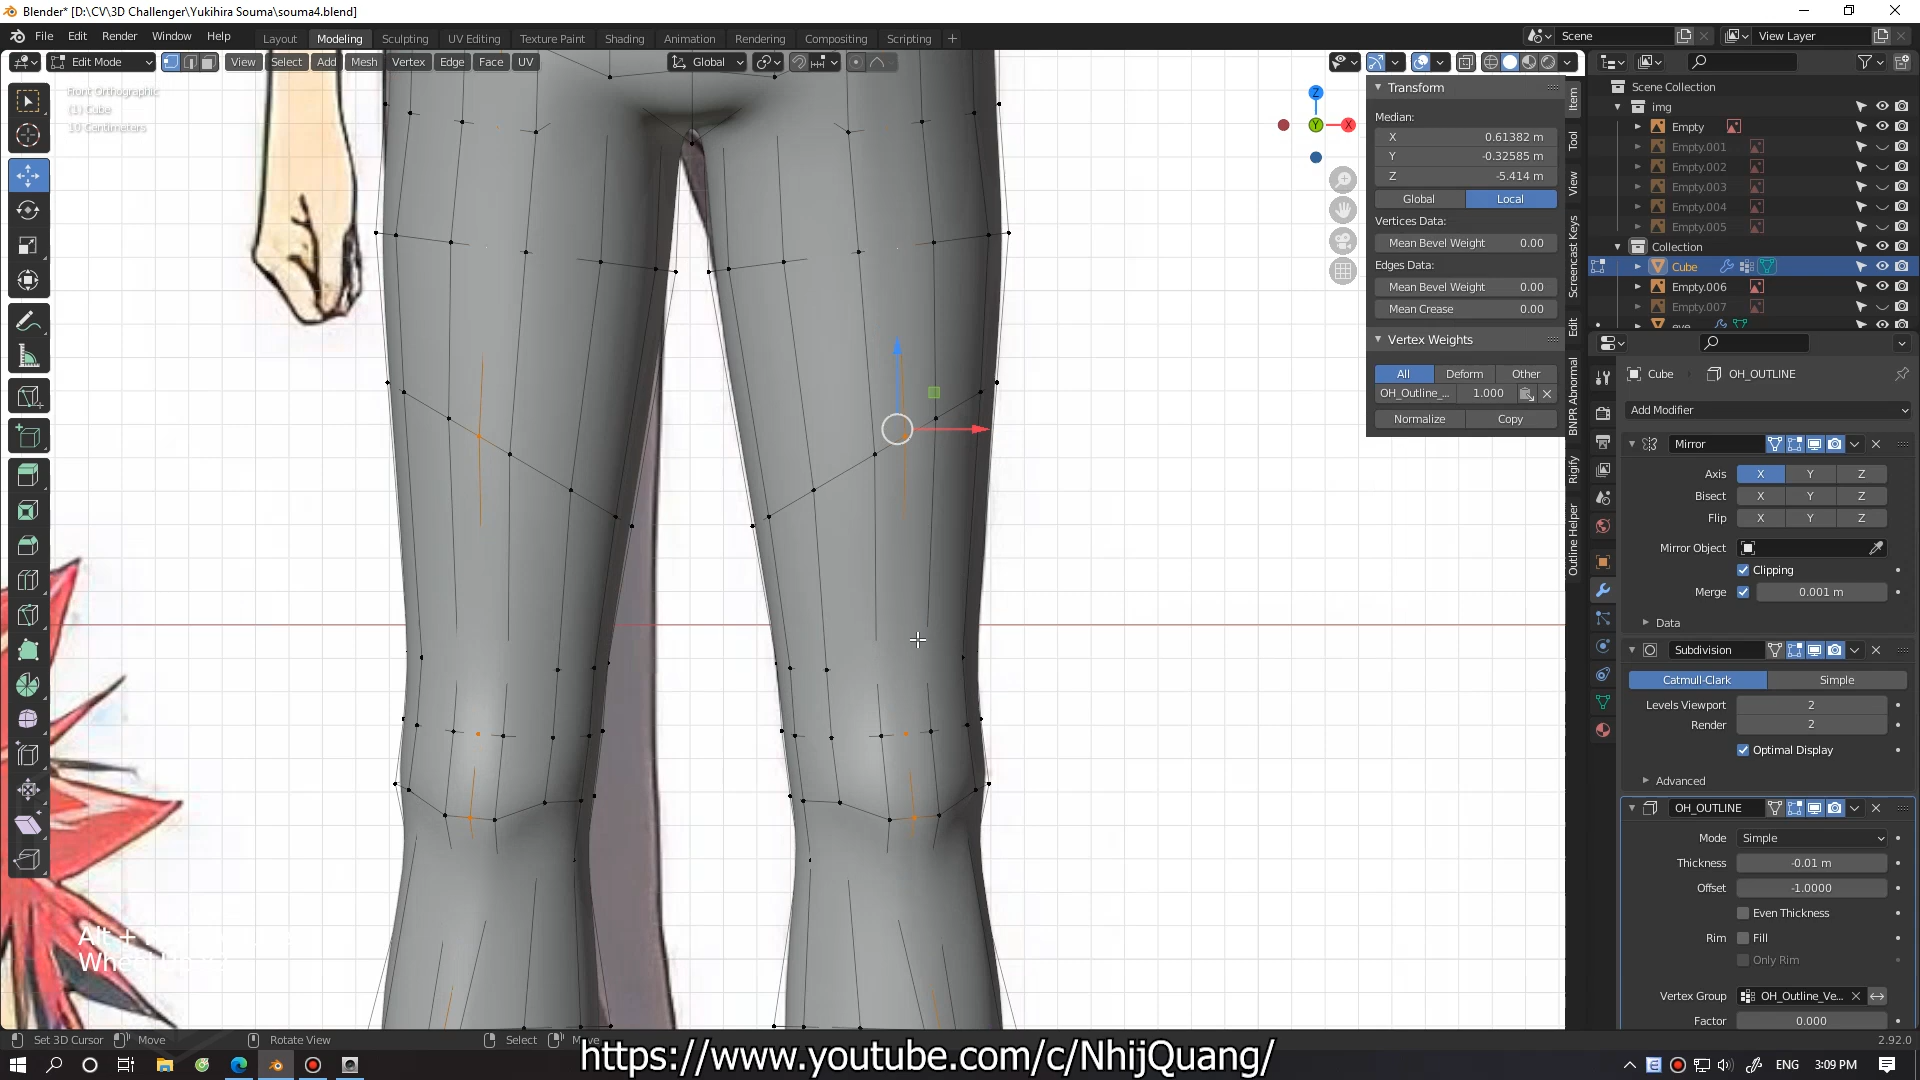 Blender* [D:\CV\3D Challenger\Yukihira Souma\souma4.blend]
File Edit Render Window Help Layout Modeling Sculpting UV Editing Texture Paint Shading Animation Rendering Compositing Scripting Scene View Layer
Edit Mode View Select Add Mesh Vertex Edge Face UV Global
Front Orthographic
(1) Cube
10 Centimeters
Z
Y
X
Transform
Median:
X 0.61382 m
Y -0.32585 m
Z -5.414 m
Global Local
Vertices Data:
Mean Bevel Weight 0.00
Edges Data:
Mean Bevel Weight 0.00
Mean Crease 0.00
Vertex Weights
All Deform Other
OH_Outline_... 1.000
Normalize Copy
Item
Tool
View
Screencast Keys
Edit
BNPR Abnormal
Rigify
Outline Helper
Scene Collection
img
Empty
Empty.001
Empty.002
Empty.003
Empty.004
Empty.005
Collection
Cube
Empty.006
Empty.007
eye
Cube OH_OUTLINE
Add Modifier
Mirror
Axis X Y Z
Bisect X Y Z
Flip X Y Z
Mirror Object
Clipping
Merge 0.001 m
Data
Subdivision
Catmull-Clark Simple
Levels Viewport 2
Render 2
Optimal Display
Advanced
OH_OUTLINE
Mode Simple
Thickness -0.01 m
Offset -1.0000
Even Thickness
Rim Fill
Only Rim
Vertex Group OH_Outline_Ve...
Factor 0.000
Alt +
Set 3D Cursor Move Rotate View Select Move 2.92.0
https://www.youtube.com/c/NhijQuang/
ENG 3:09 PM